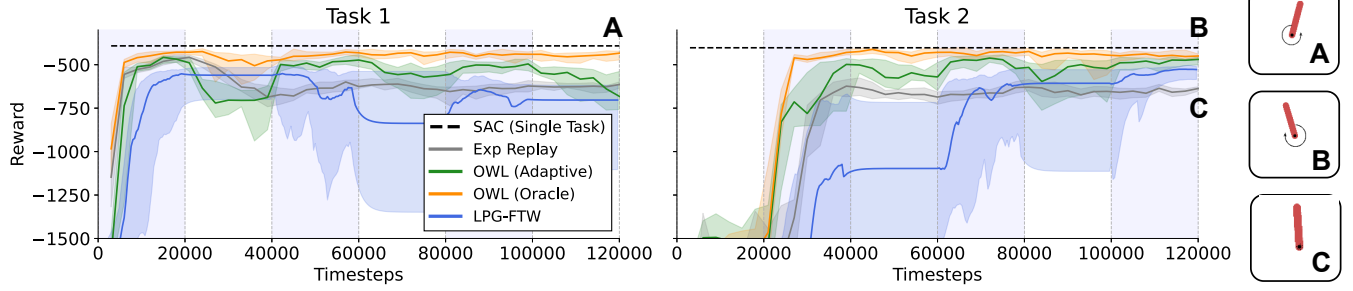 Task 1
A
−500
−750
−1000
−1250
−1500
Reward
0
20000
40000
60000
80000
100000
120000
Timesteps
SAC (Single Task)
Exp Replay
OWL (Adaptive)
OWL (Oracle)
LPG-FTW
Task 2
B
C
0
20000
40000
60000
80000
100000
120000
Timesteps
A
B
C